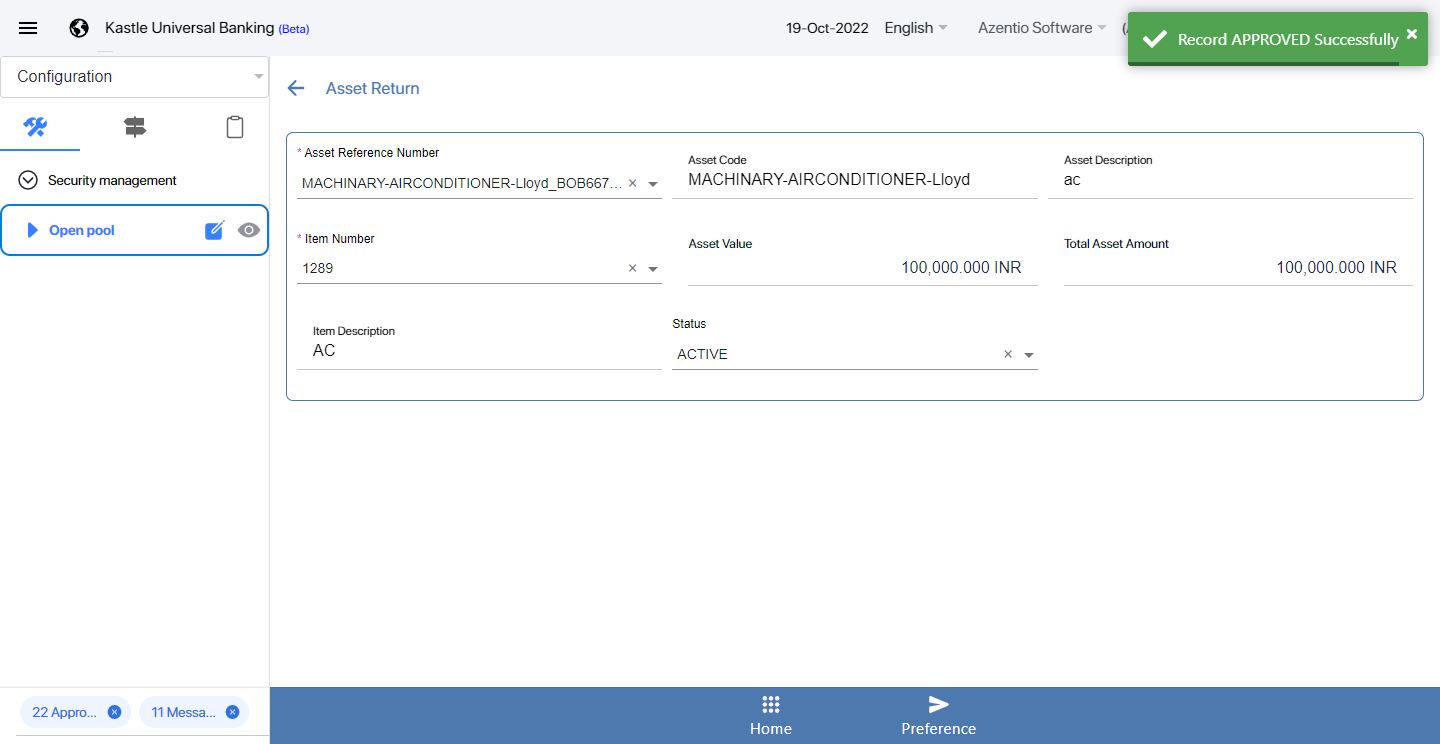 Kastle Universal Banking (Beta)
19-Oct-2022
English
Azentio Software
Record APPROVED Successfully
Configuration
Security management
Open pool
Asset Return
* Asset Reference Number
MACHINARY-AIRCONDITIONER-Lloyd_BOB667...
Asset Code
MACHINARY-AIRCONDITIONER-Lloyd
Asset Description
ac
* Item Number
1289
Asset Value
100,000.000 INR
Total Asset Amount
100,000.000 INR
Item Description
AC
Status
ACTIVE
22 Appro...
11 Messa...
Home
Preference